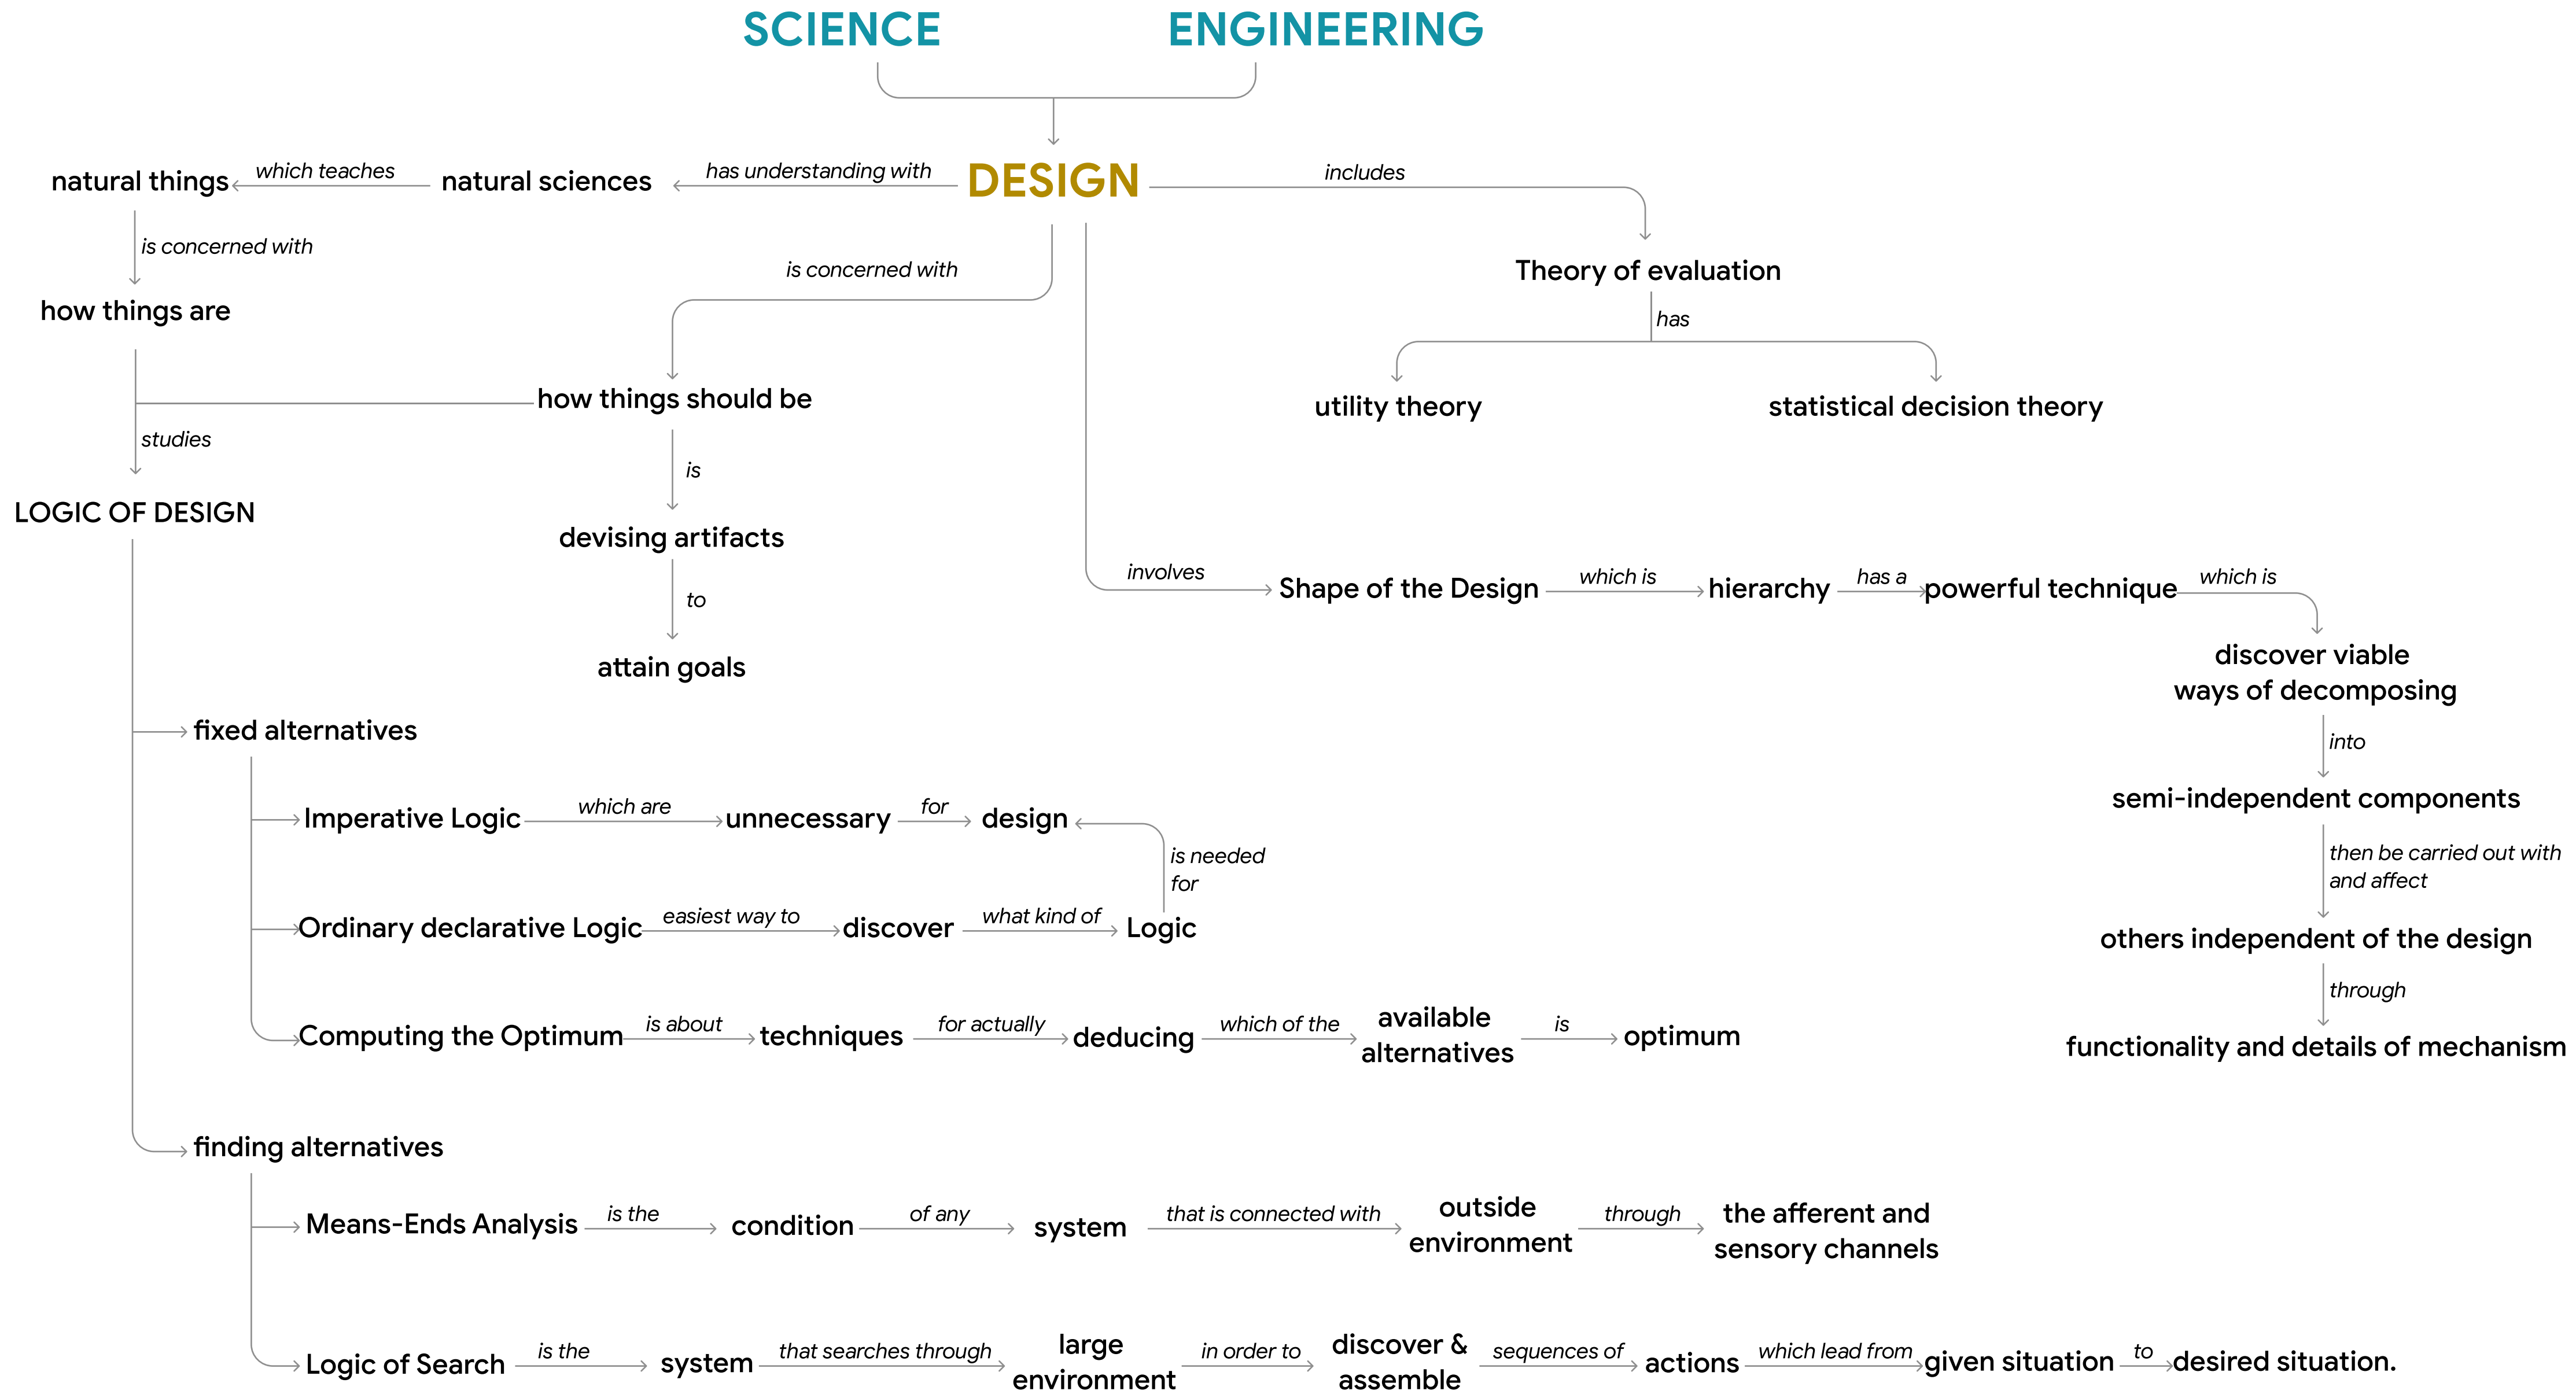 SCIENCE
ENGINEERING
natural things
which teaches
natural sciences
has understanding with
DESIGN
includes
is concerned with
how things are
is concerned with
Theory of evaluation
has
utility theory
statistical decision theory
how things should be
studies
is
LOGIC OF DESIGN
devising artifacts
to
attain goals
involves
Shape of the Design
which is
hierarchy
has a
powerful technique
which is
discover viable
ways of decomposing
into
semi-independent components
then be carried out with
and affect
others independent of the design
through
functionality and details of mechanism
fixed alternatives
Imperative Logic
which are
unnecessary
for
design
is needed
for
Ordinary declarative Logic
easiest way to
discover
what kind of
Logic
Computing the Optimum
is about
techniques
for actually
deducing
which of the
available
alternatives
is
optimum
finding alternatives
Means-Ends Analysis
is the
condition
of any
system
that is connected with
outside
environment
through
the afferent and
sensory channels
Logic of Search
is the
system
that searches through
large
environment
in order to
discover &
assemble
sequences of
actions
which lead from
given situation
to
desired situation.